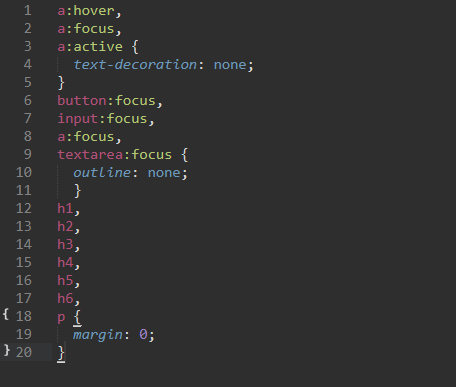 1 a:hover,
2 a:focus,
3 a:active {
4   text-decoration: none;
5 }
6 button:focus,
7 input:focus,
8 a:focus,
9 textarea:focus {
10   outline: none;
11   }
12 h1,
13 h2,
14 h3,
15 h4,
16 h5,
17 h6,
{ 18 p {
19   margin: 0;
} 20 }